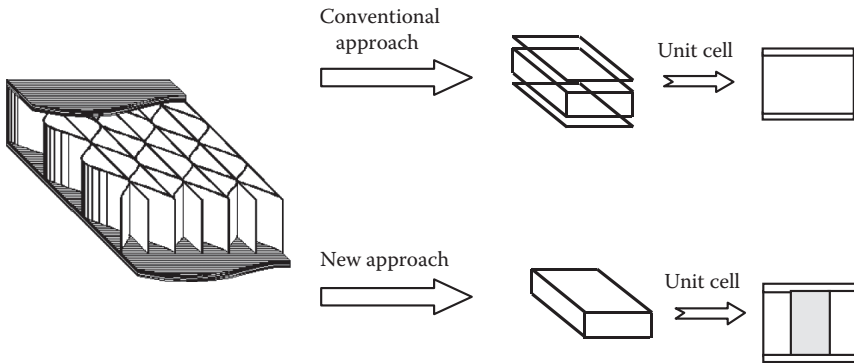 Conventional
approach
Unit cell
New approach
Unit cell